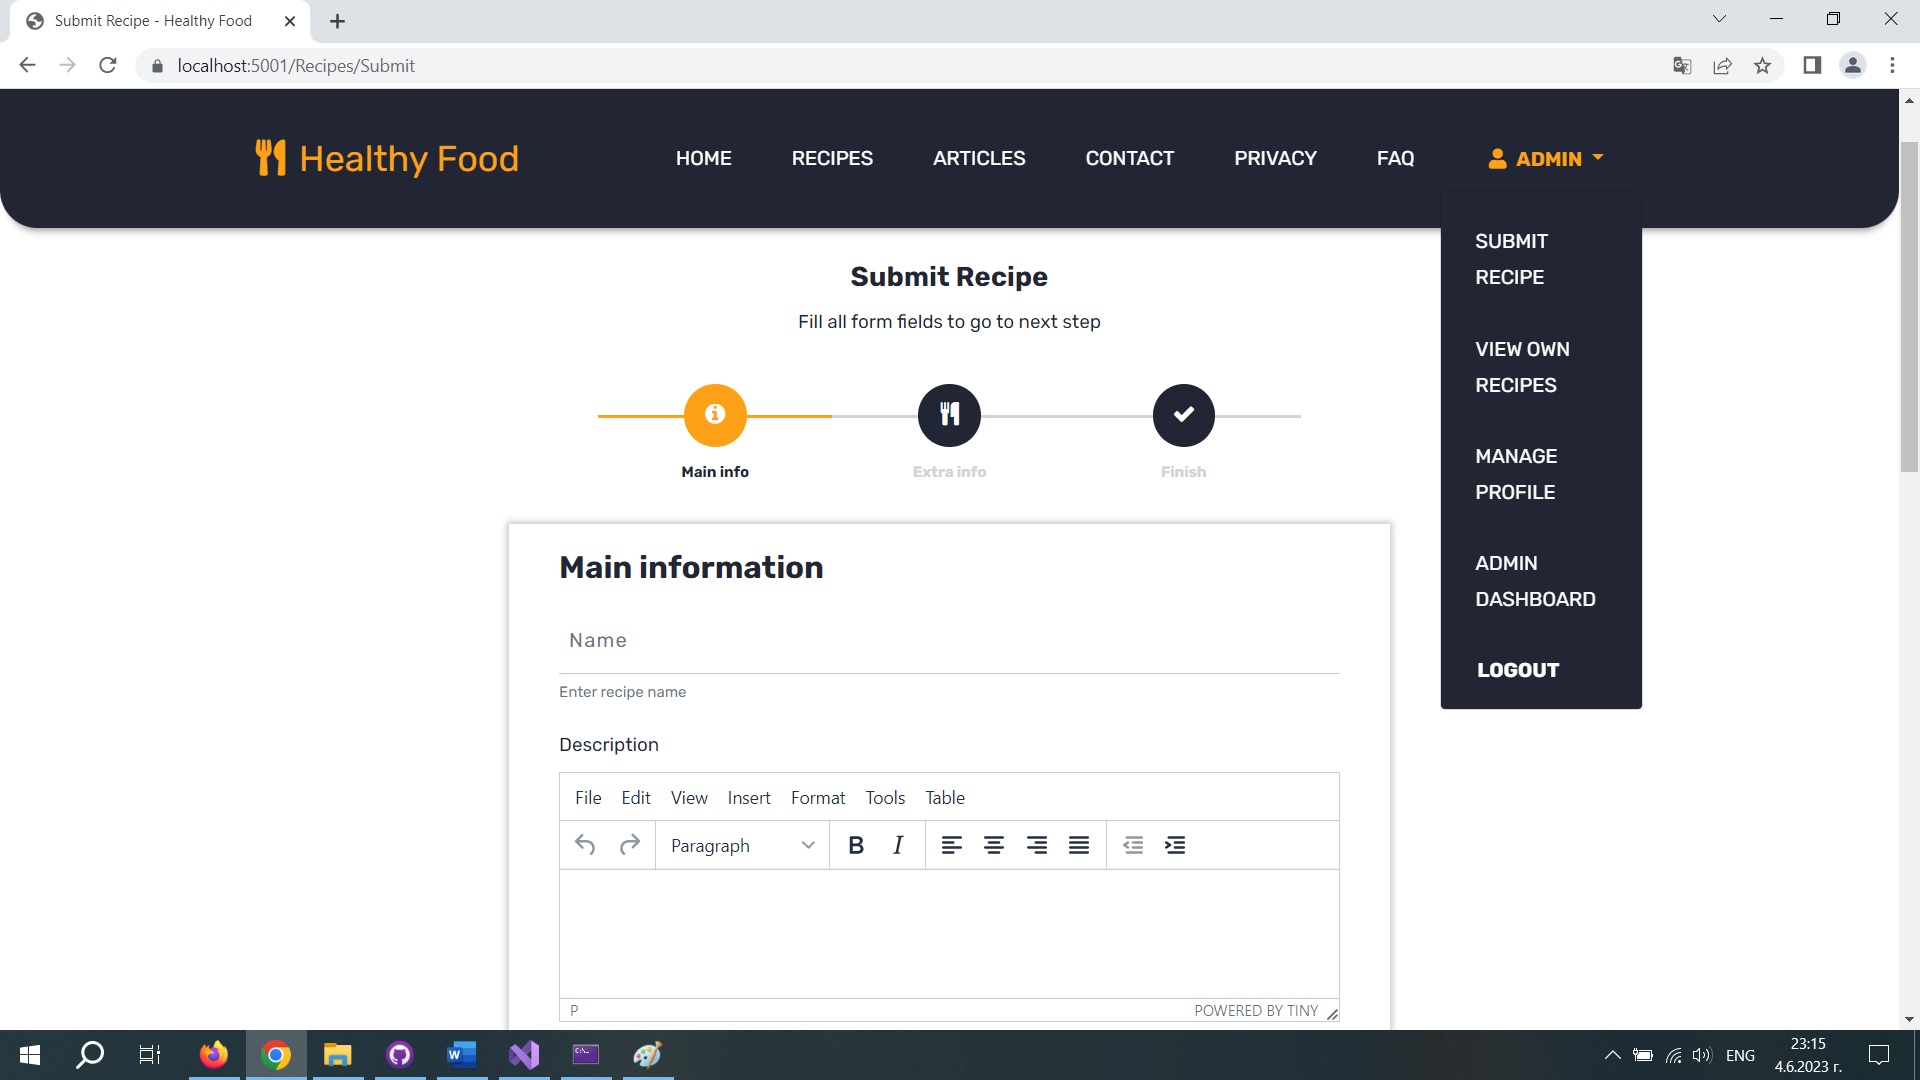 Submit Recipe - Healthy Food
localhost:5001/Recipes/Submit
Healthy Food
HOME
RECIPES
ARTICLES
CONTACT
PRIVACY
FAQ
ADMIN
SUBMIT
RECIPE
VIEW OWN
RECIPES
MANAGE
PROFILE
ADMIN
DASHBOARD
LOGOUT
Submit Recipe
Fill all form fields to go to next step
Main info
Extra info
Finish
Main information
Name
Enter recipe name
Description
File Edit View Insert Format Tools Table
Paragraph B I
P
POWERED BY TINY
ENG
23:15
4.6.2023 г.